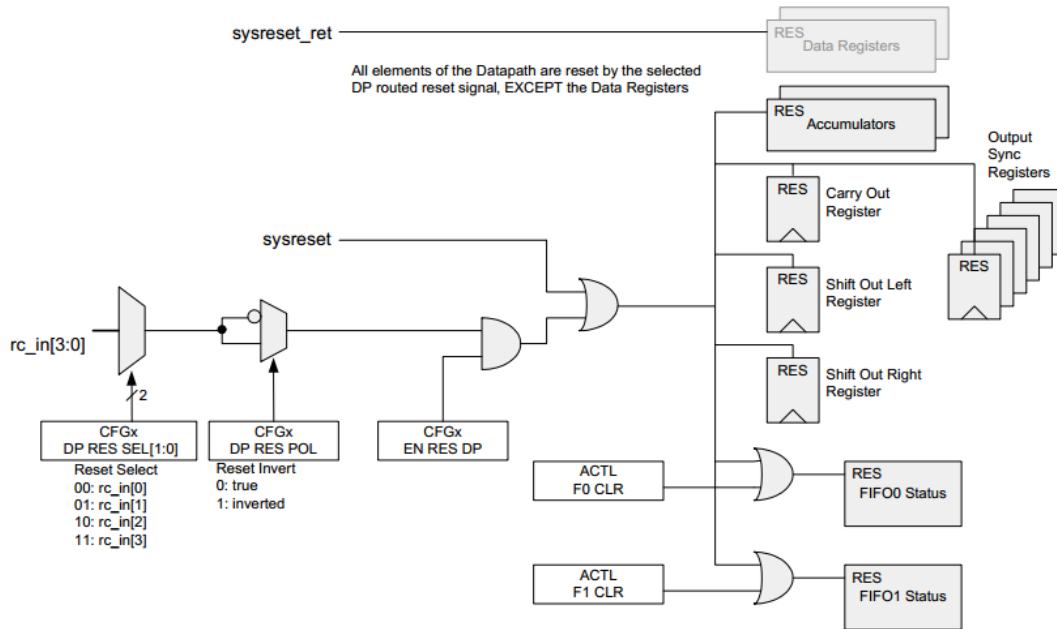 sysreset_ret
RES
Data Registers
All elements of the Datapath are reset by the selected
DP routed reset signal, EXCEPT the Data Registers
RES
Accumulators
Output
Sync
Registers
RES
Carry Out
Register
sysreset
RES
RES
Shift Out Left
Register
rc_in[3:0]
2
RES
Shift Out Right
Register
CFGx
DP RES SEL[1:0]
CFGx
DP RES POL
CFGx
EN RES DP
Reset Select
00: rc_in[0]
01: rc_in[1]
10: rc_in[2]
11: rc_in[3]
Reset Invert
0: true
1: inverted
ACTL
F0 CLR
RES
FIFO0 Status
ACTL
F1 CLR
RES
FIFO1 Status